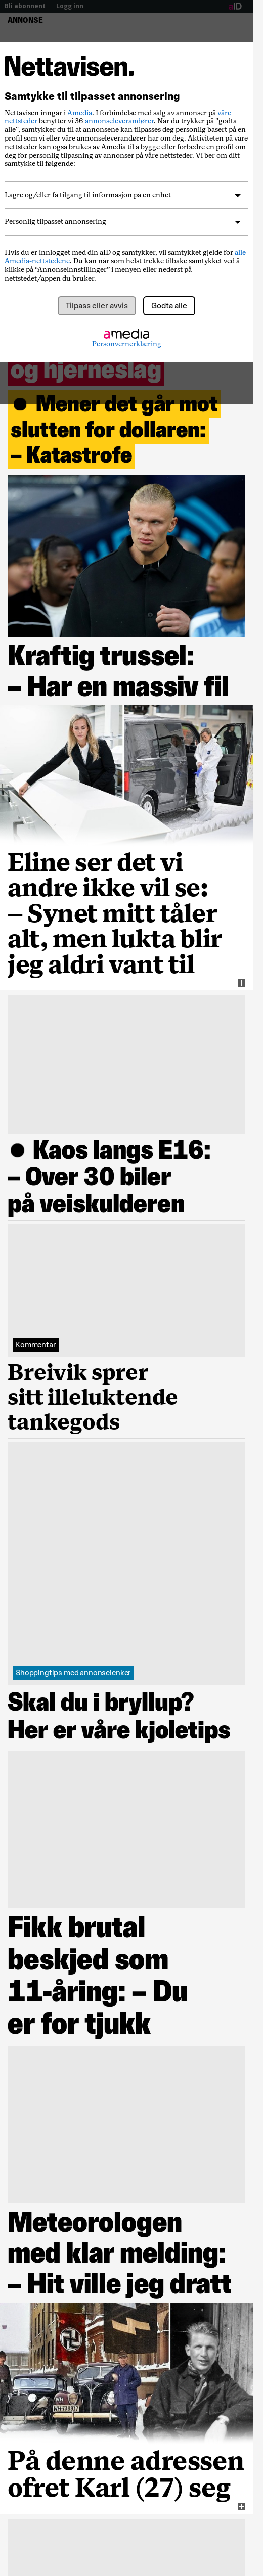 Bli abonnent | Logg inn
aID
ANNONSE
Nettavisen.
Samtykke til tilpasset annonsering
Nettavisen inngår i Amedia. I forbindelse med salg av annonser på våre
nettsteder benytter vi 36 annonseleverandører. Når du trykker på "godta
alle", samtykker du til at annonsene kan tilpasses deg personlig basert på en
profil som vi eller våre annonseleverandører har om deg. Aktiviteten på våre
nettsteder kan også brukes av Amedia til å bygge eller forbedre en profil om
deg for personlig tilpasning av annonser på våre nettsteder. Vi ber om ditt
samtykke til følgende:
Lagre og/eller få tilgang til informasjon på en enhet
Personlig tilpasset annonsering
Hvis du er innlogget med din aID og samtykker, vil samtykket gjelde for alle
Amedia-nettstedene. Du kan når som helst trekke tilbake samtykket ved å
klikke på “Annonseinnstillinger” i menyen eller nederst på
nettstedet/appen du bruker.
Tilpass eller avvis
Godta alle
amedia
Personvernerklæring
og hjerneslag
● Mener det går mot
slutten for dollaren:
– Katastrofe
Kraftig trussel:
– Har en massiv fil
Eline ser det vi
andre ikke vil se:
– Synet mitt tåler
alt, men lukta blir
jeg aldri vant til
● Kaos langs E16:
– Over 30 biler
på veiskulderen
Kommentar
Breivik sprer
sitt illeluktende
tankegods
Shoppingtips med annonselenker
Skal du i bryllup?
Her er våre kjoletips
Fikk brutal
beskjed som
11-åring: – Du
er for tjukk
Meteorologen
med klar melding:
– Hit ville jeg dratt
På denne adressen
ofret Karl (27) seg